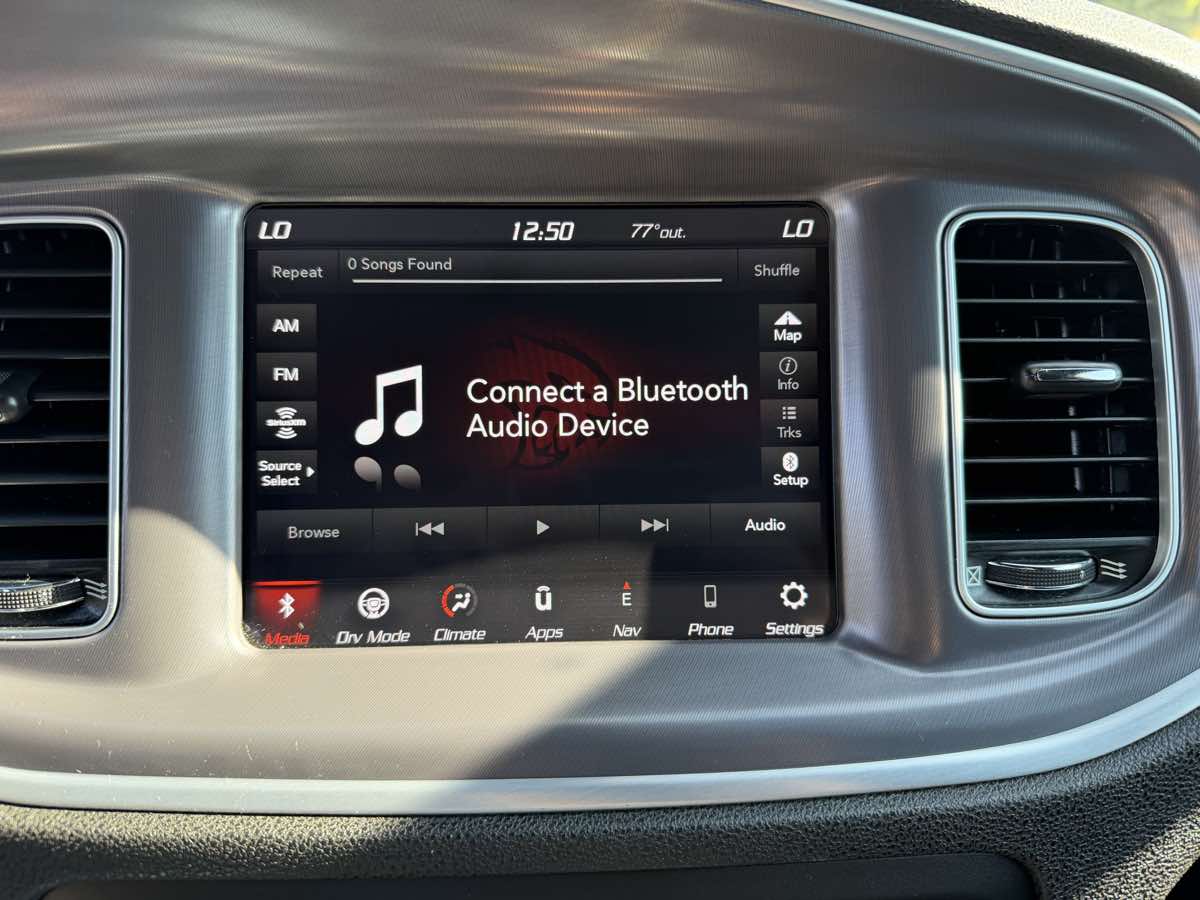 LO 12:50 77°out. LO
Repeat 0 Songs Found Shuffle
AM
FM
SiriusXM
Source
Select
Connect a Bluetooth
Audio Device
Map
Info
Trks
Setup
Browse Audio
Media Drv Mode Climate Apps E Nav Phone Settings